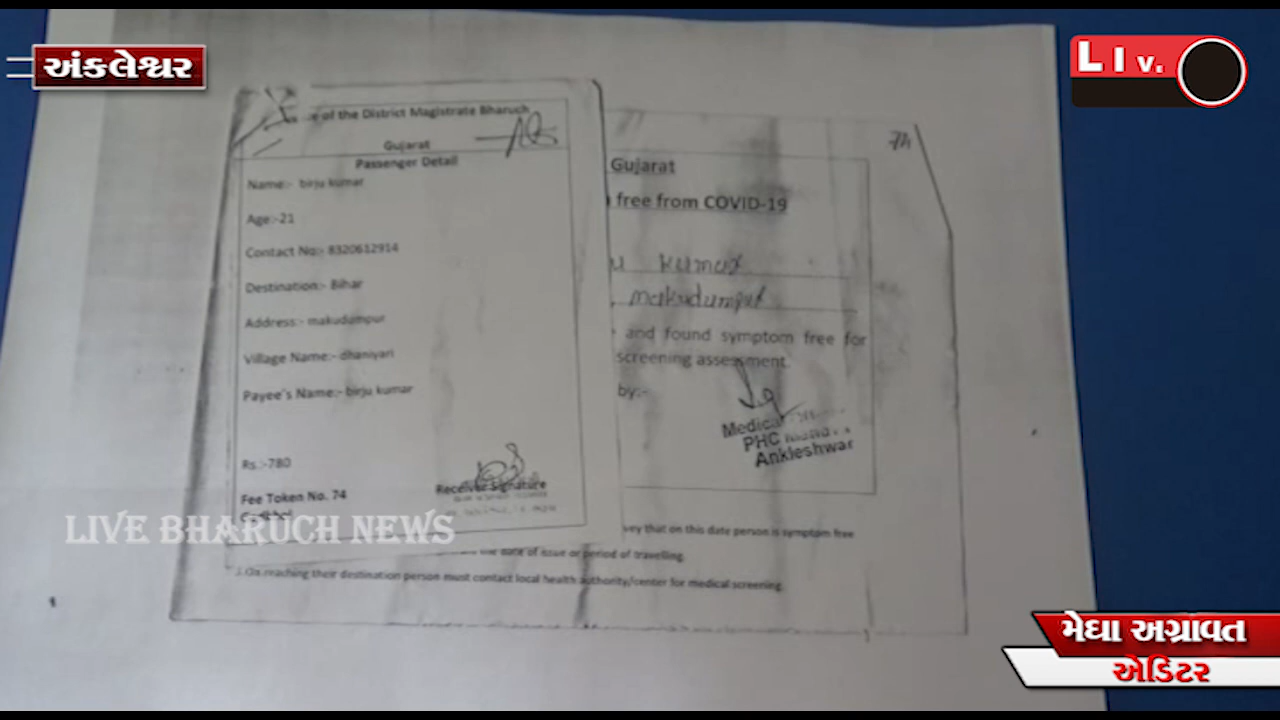 અંકલેશ્વર
LIv.
of the District Magistrate Bharuch
Gujarat
Passenger Detail
Name:- birju kumar
Age:-21
Contact No:- 8320612914
Destination:- Bihar
Address:- makudumpur
Village Name:- dhaniyari
Payee's Name:- birju kumar
Rs.:-780
Fee Token No. 74
Receiver Signature
74
Gujarat
free from COVID-19
kumar
makudumpur
and found symptom free for
screening assessment.
by:-
Medical
PHC
Ankleshwar
that on this date person is symptom free
the date of issue or period of travelling.
2.On reaching their destination person must contact local health authority/center for medical screening.
LIVE BHARUCH NEWS
મેઘા અગ્રાવત
એડિટર